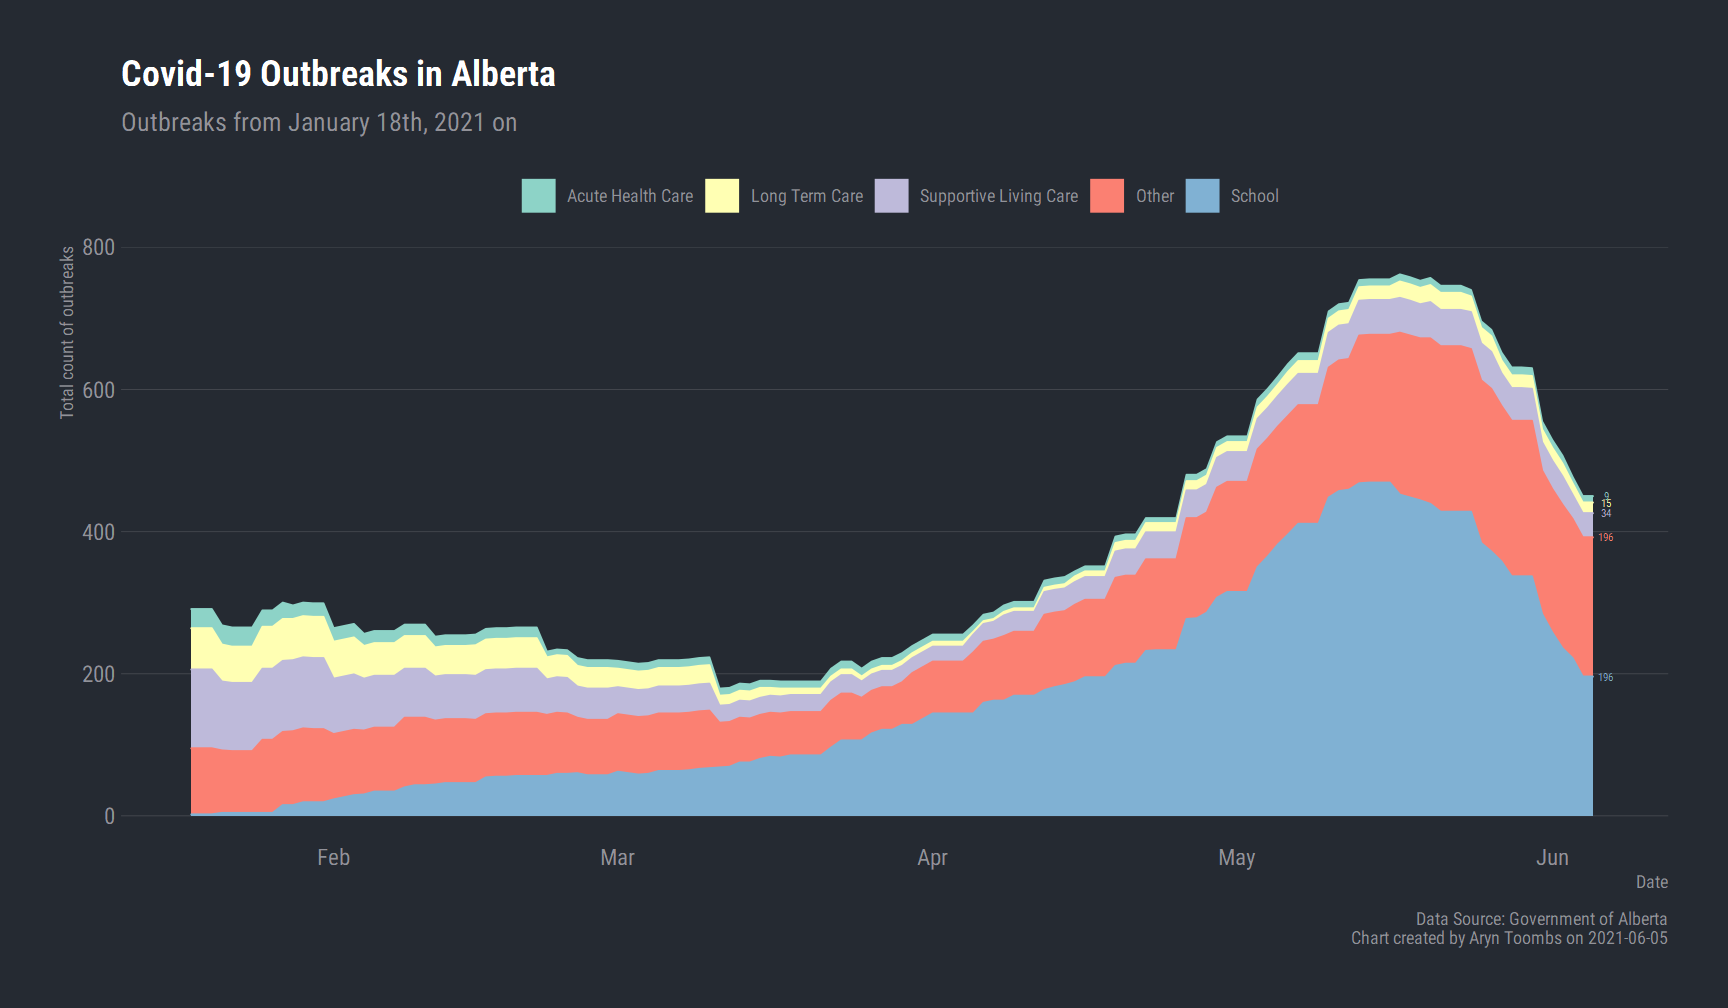 Covid-19 Outbreaks in Alberta
Outbreaks from January 18th, 2021 on
Acute Health Care Long Term Care Supportive Living Care Other School
Total count of outbreaks
800
600
400
200
0
9
15
34
196
196
Feb Mar Apr May Jun
Date
Data Source: Government of Alberta
Chart created by Aryn Toombs on 2021-06-05